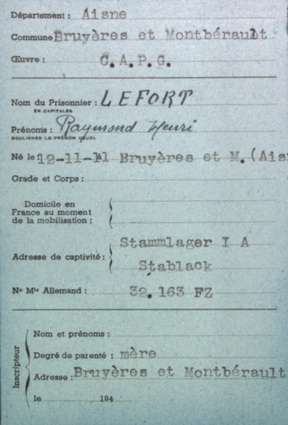 Département: Aisne
Commune Bruyères et Montbérault
Œuvre: C.A.P.G.
Nom du Prisonnier: LEFORT
EN CAPITALES
Prénoms: Raymond Henri
SOULIGNER LE PRÉNOM USUEL
Né le 12-11-11 Bruyères et M.(Ais
Grade et Corps:
Domicile en
France au moment
de la mobilisation:
Stammlager I A
Adresse de captivité:
Stablack
N° Mle Allemand: 32.163 FZ
Inscripteur
Nom et prénoms:
Degré de parenté: mère
Adresse: Bruyères et Montbérault
le 194